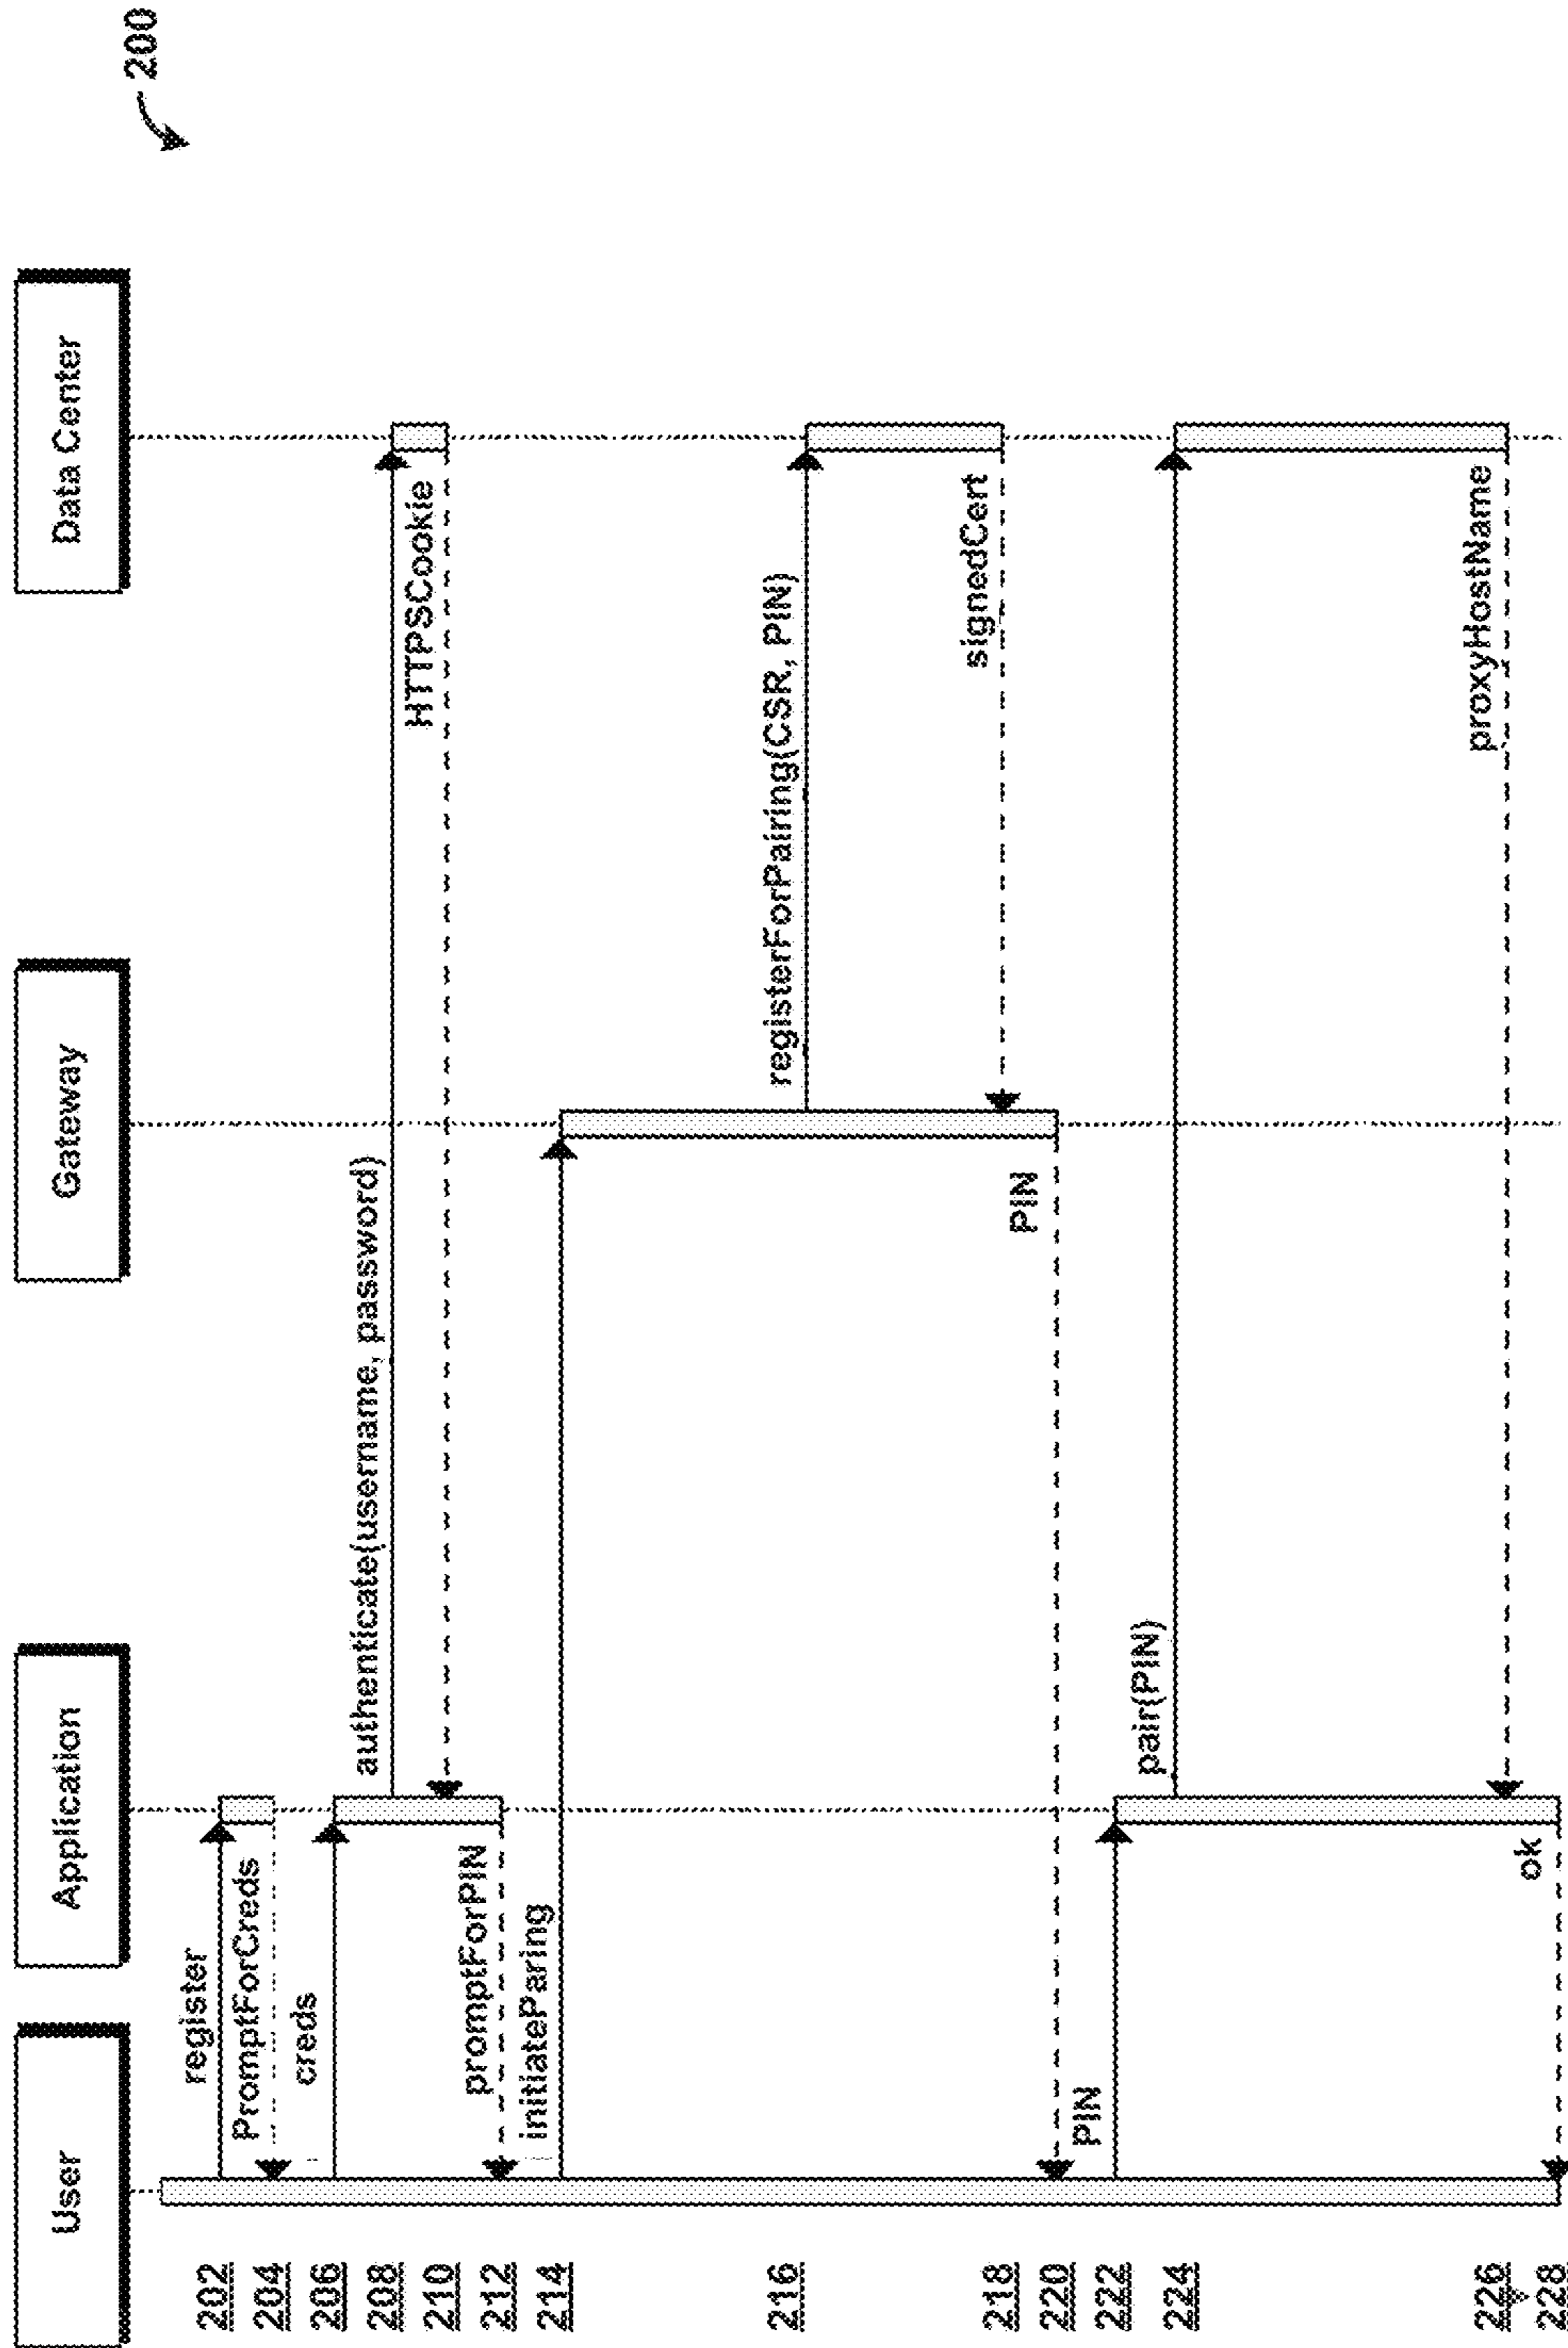 200
User
Application
Gateway
Data Center
202
register
204
PromptForCreds
206
creds
208
authenticate(username, password)
210
HTTPSCookie
212
promptForPIN
214
initiateParing
216
registerForPairing(CSR, PIN)
218
signedCert
220
PIN
222
PIN
224
pair(PIN)
226
proxyHostName
228
ok